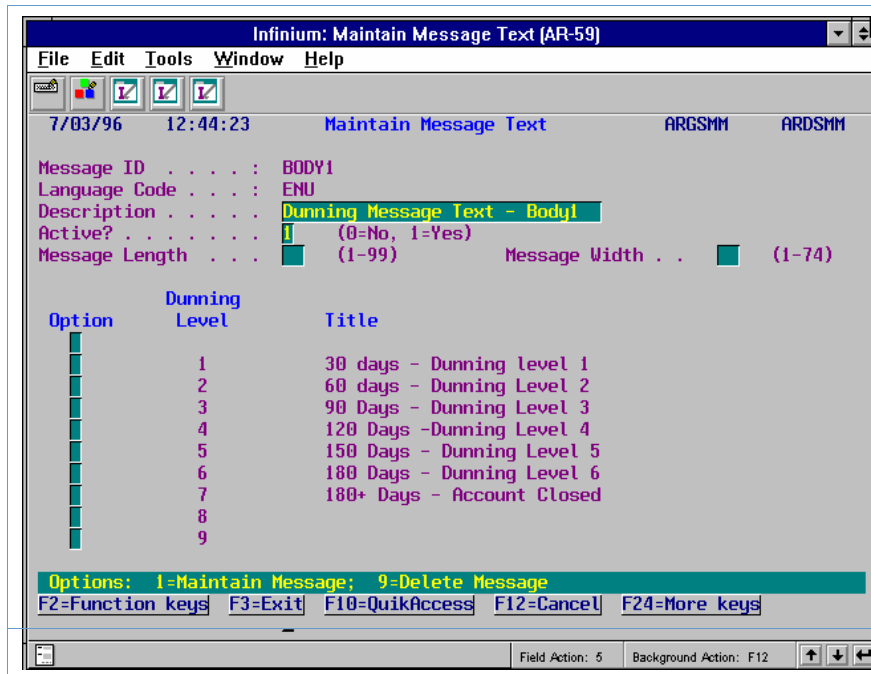 Infinium: Maintain Message Text (AR-59)
File Edit Tools Window Help
7/03/96 12:44:23 Maintain Message Text ARGSMM ARDSMM
Message ID . . . . : BODY1
Language Code . . . : ENU
Description . . . . . Dunning Message Text - Body1
Active? . . . . . . . 1 (0=No, 1=Yes)
Message Length . . . (1-99) Message Width . . (1-74)
Dunning
Option Level Title
1 30 days - Dunning level 1
2 60 days - Dunning Level 2
3 90 Days - Dunning Level 3
4 120 Days -Dunning Level 4
5 150 Days - Dunning Level 5
6 180 Days - Dunning Level 6
7 180+ Days - Account Closed
8
9
Options: 1=Maintain Message; 9=Delete Message
F2=Function keys F3=Exit F10=QuikAccess F12=Cancel F24=More keys
Field Action: 5 Background Action: F12